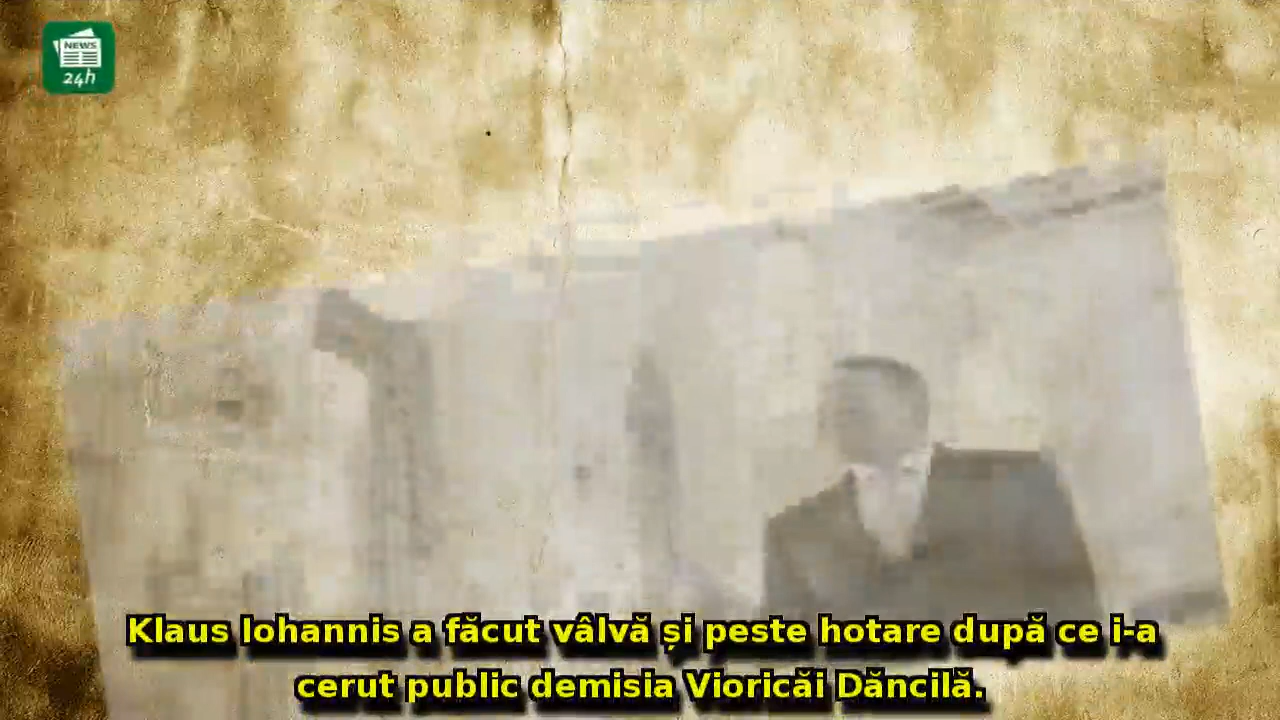 NEWS
24h
Klaus Iohannis a făcut vâlvă și peste hotare după ce i-a
cerut public demisia Vioricăi Dăncilă.